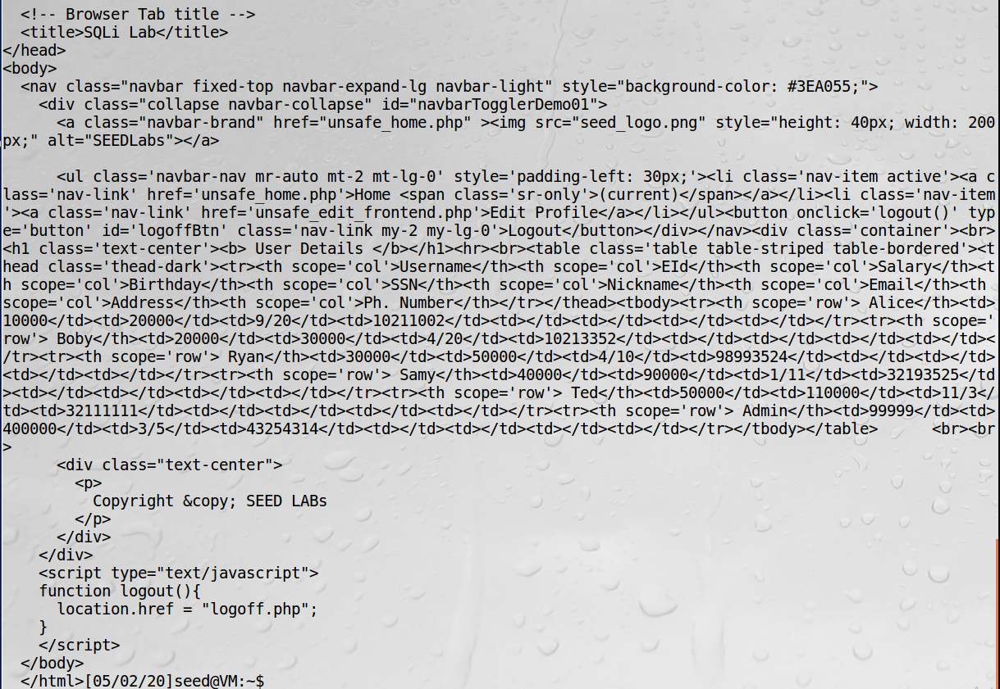 <!-- Browser Tab title -->
<title>SQLi Lab</title>
</head>
<body>
<nav class="navbar fixed-top navbar-expand-lg navbar-light" style="background-color: #3EA055;">
<div class="collapse navbar-collapse" id="navbarTogglerDemo01">
<a class="navbar-brand" href="unsafe_home.php" ><img src="seed_logo.png" style="height: 40px; width: 200
px;" alt="SEEDLabs"></a>
<ul class='navbar-nav mr-auto mt-2 mt-lg-0' style='padding-left: 30px;'><li class='nav-item active'><a c
lass='nav-link' href='unsafe_home.php'>Home <span class='sr-only'>(current)</span></a></li><li class='nav-item
'><a class='nav-link' href='unsafe_edit_frontend.php'>Edit Profile</a></li></ul><button onclick='logout()' typ
e='button' id='logoffBtn' class='nav-link my-2 my-lg-0'>Logout</button></div></nav><div class='container'><br>
<h1 class='text-center'><b> User Details </b></h1><hr><br><table class='table table-striped table-bordered'><t
head class='thead-dark'><tr><th scope='col'>Username</th><th scope='col'>EId</th><th scope='col'>Salary</th><t
h scope='col'>Birthday</th><th scope='col'>SSN</th><th scope='col'>Nickname</th><th scope='col'>Email</th><th
scope='col'>Address</th><th scope='col'>Ph. Number</th></tr></thead><tbody><tr><th scope='row'> Alice</th><td>
10000</td><td>20000</td><td>9/20</td><td>10211002</td><td></td><td></td><td></td><td></td></tr><tr><th scope='
row'> Boby</th><td>20000</td><td>30000</td><td>4/20</td><td>10213352</td><td></td><td></td><td></td><td></td><
/tr><tr><th scope='row'> Ryan</th><td>30000</td><td>50000</td><td>4/10</td><td>98993524</td><td></td><td></td>
<td></td><td></td></tr><tr><th scope='row'> Samy</th><td>40000</td><td>90000</td><td>1/11</td><td>32193525</td
><td></td><td></td><td></td><td></td></tr><tr><th scope='row'> Ted</th><td>50000</td><td>110000</td><td>11/3</
td><td>32111111</td><td></td><td></td><td></td><td></td></tr><tr><th scope='row'> Admin</th><td>99999</td><td>
400000</td><td>3/5</td><td>43254314</td><td></td><td></td><td></td><td></td></tr></tbody></table>      <br><br
>
<div class="text-center">
<p>
Copyright &copy; SEED LABs
</p>
</div>
</div>
<script type="text/javascript">
function logout(){
location.href = "logoff.php";
}
</script>
</body>
</html>[05/02/20]seed@VM:~$